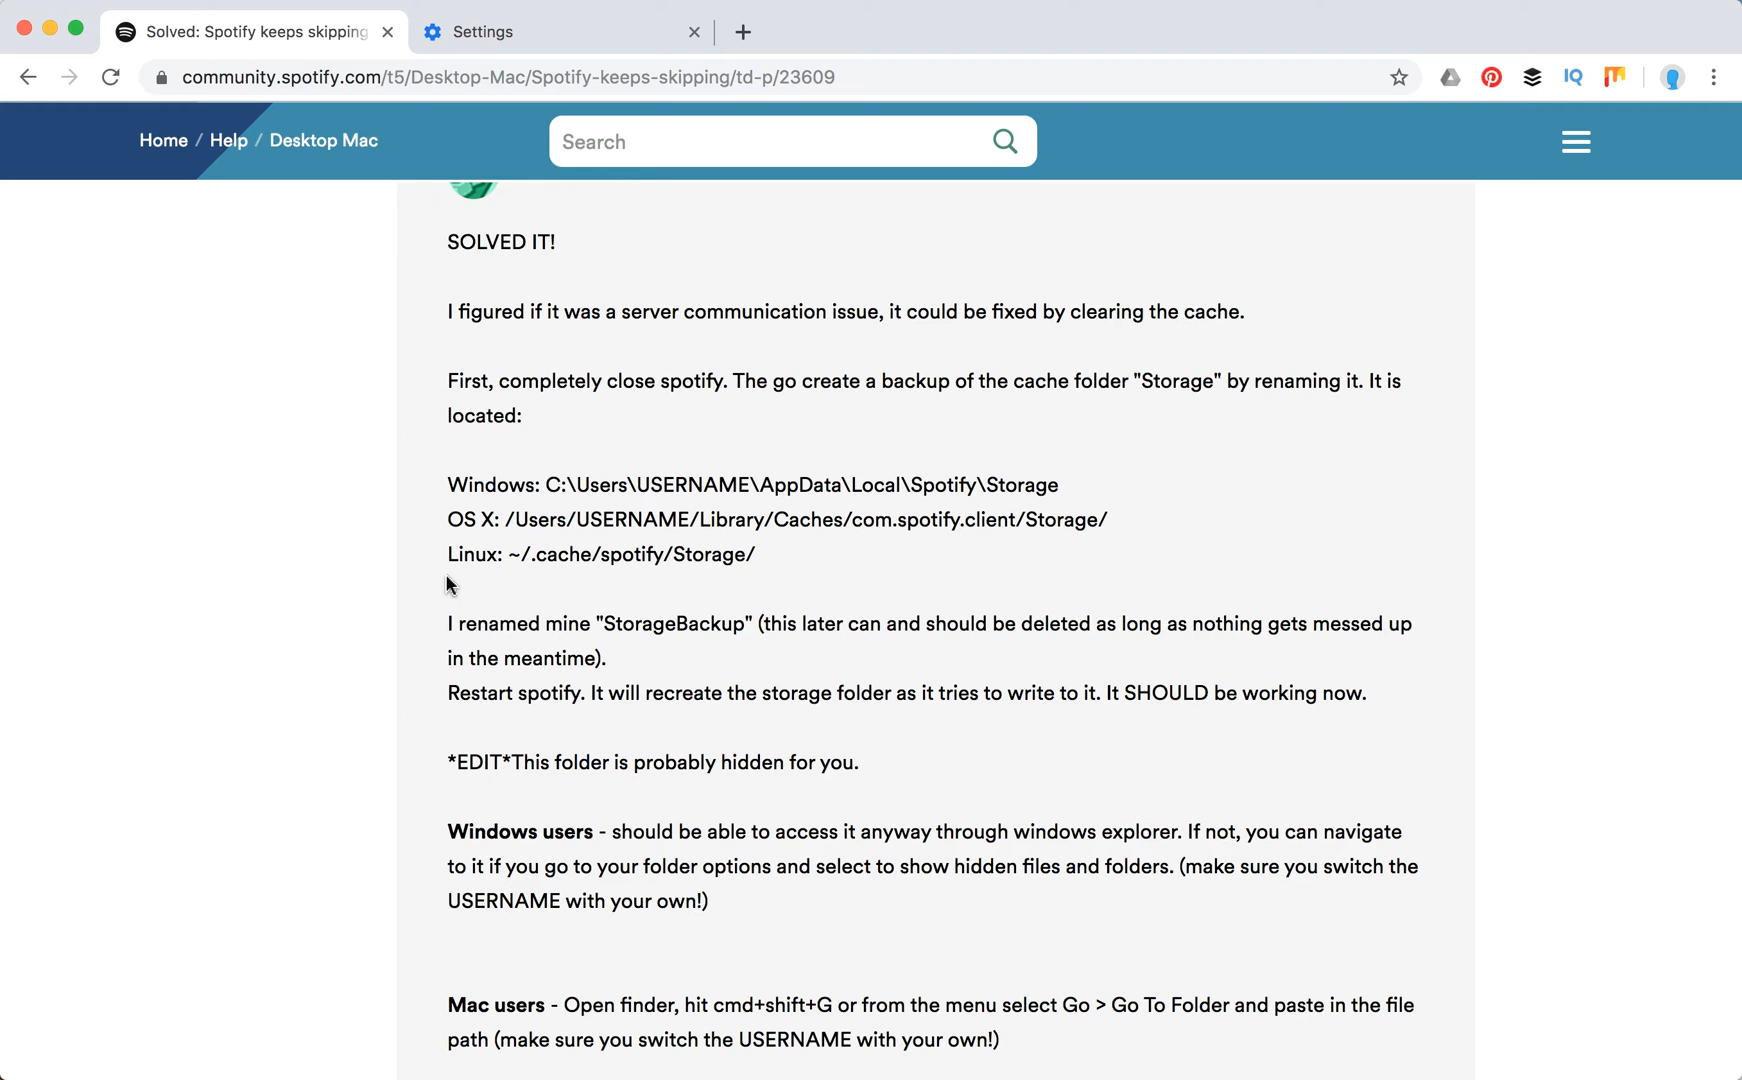 Solved: Spotify keeps skipping
Settings
community.spotify.com/t5/Desktop-Mac/Spotify-keeps-skipping/td-p/23609
IQ
Home / Help / Desktop Mac
Search
SOLVED IT!
I figured if it was a server communication issue, it could be fixed by clearing the cache.
First, completely close spotify. The go create a backup of the cache folder "Storage" by renaming it. It is
located:
Windows: C:\Users\USERNAME\AppData\Local\Spotify\Storage
OS X: /Users/USERNAME/Library/Caches/com.spotify.client/Storage/
Linux: ~/.cache/spotify/Storage/
I renamed mine "StorageBackup" (this later can and should be deleted as long as nothing gets messed up
in the meantime).
Restart spotify. It will recreate the storage folder as it tries to write to it. It SHOULD be working now.
*EDIT*This folder is probably hidden for you.
Windows users - should be able to access it anyway through windows explorer. If not, you can navigate
to it if you go to your folder options and select to show hidden files and folders. (make sure you switch the
USERNAME with your own!)
Mac users - Open finder, hit cmd+shift+G or from the menu select Go > Go To Folder and paste in the file
path (make sure you switch the USERNAME with your own!)